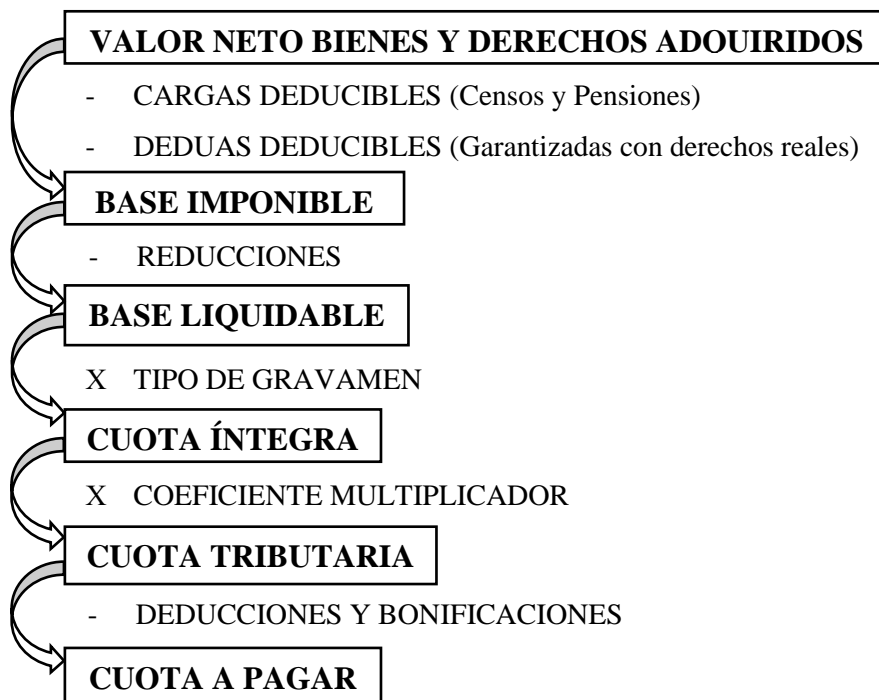 VALOR NETO BIENES Y DERECHOS ADOUIRIDOS
- CARGAS DEDUCIBLES (Censos y Pensiones)
- DEDUAS DEDUCIBLES (Garantizadas con derechos reales)
BASE IMPONIBLE
- REDUCCIONES
BASE LIQUIDABLE
X TIPO DE GRAVAMEN
CUOTA ÍNTEGRA
X COEFICIENTE MULTIPLICADOR
CUOTA TRIBUTARIA
- DEDUCCIONES Y BONIFICACIONES
CUOTA A PAGAR